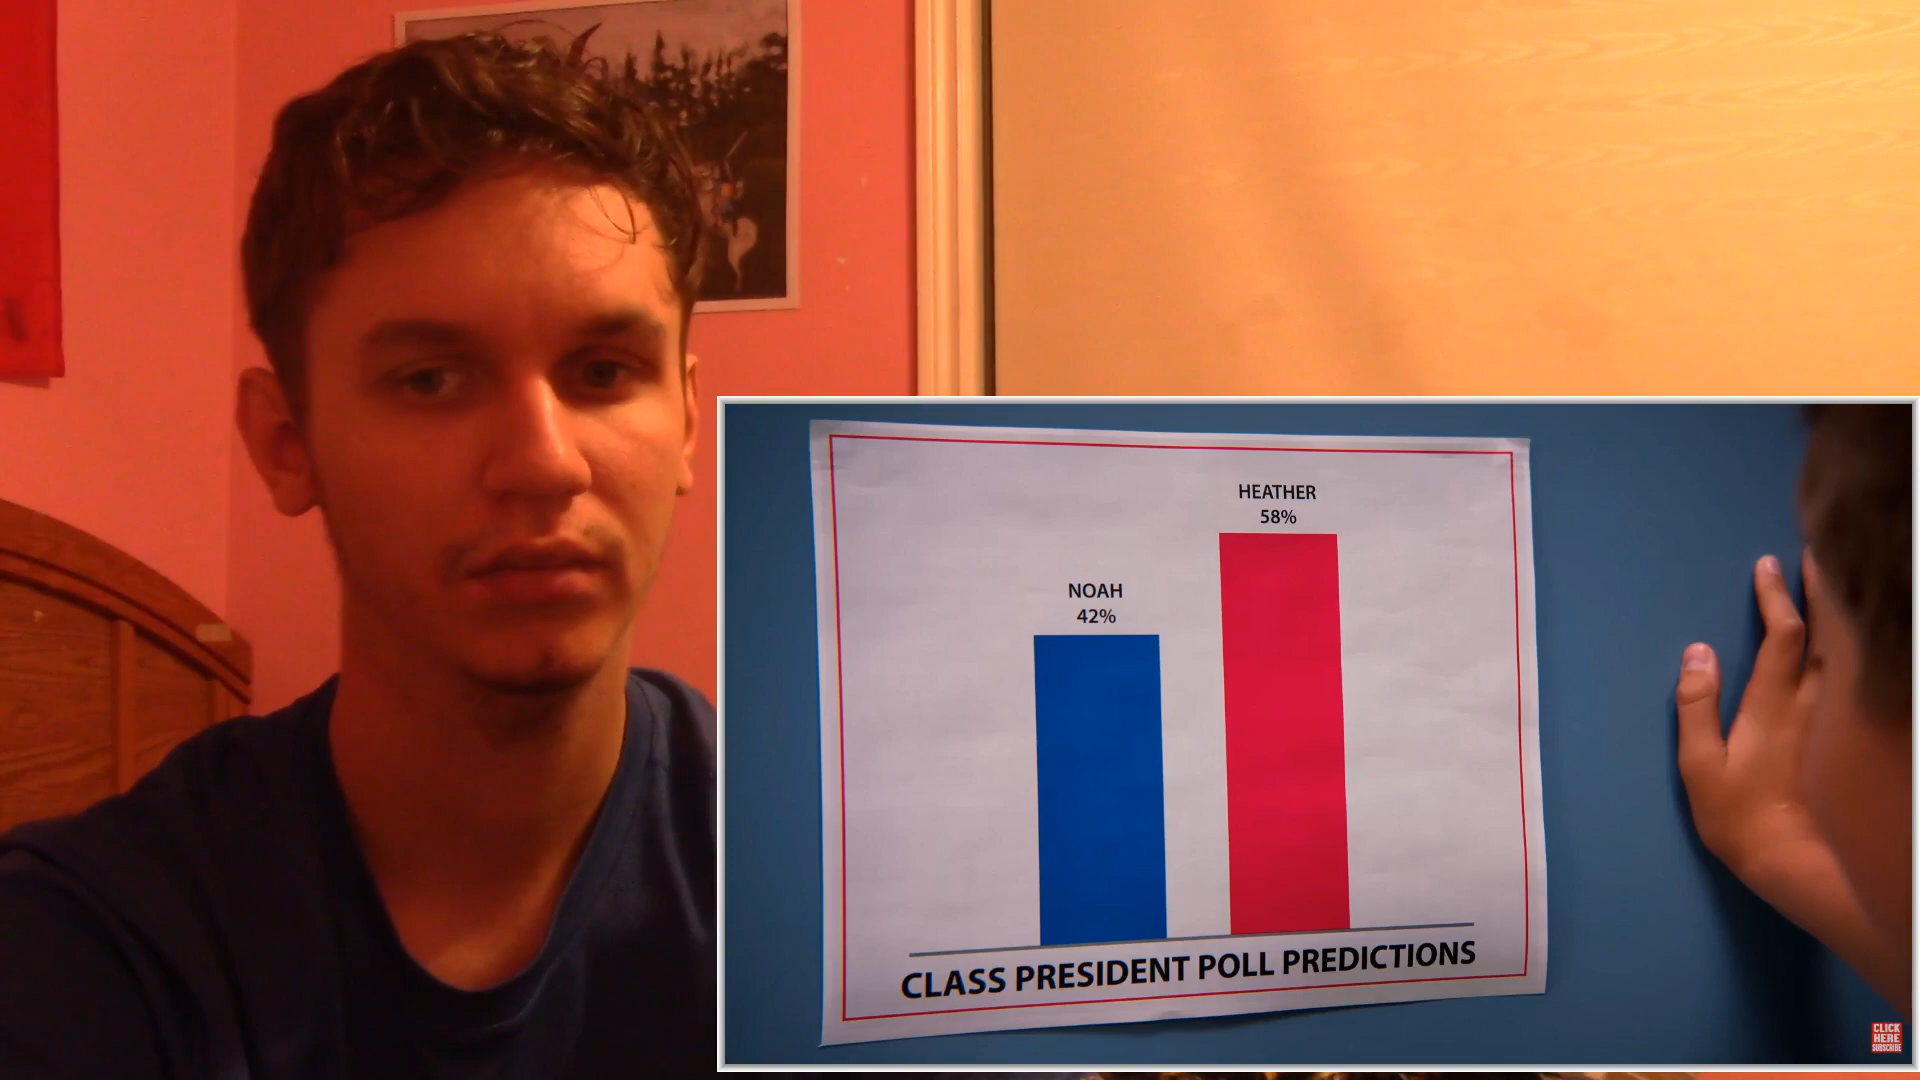 HEATHER
58%
NOAH
42%
CLASS PRESIDENT POLL PREDICTIONS
CLICK
HERE
SUBSCRIBE